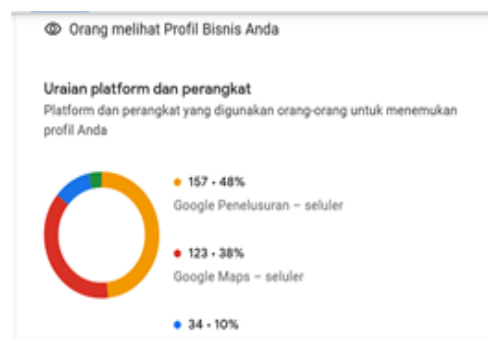 Orang melihat Profil Bisnis Anda
Uraian platform dan perangkat
Platform dan perangkat yang digunakan orang-orang untuk menemukan
profil Anda
157 • 48%
Google Penelusuran – seluler
123 • 38%
Google Maps – seluler
34 • 10%